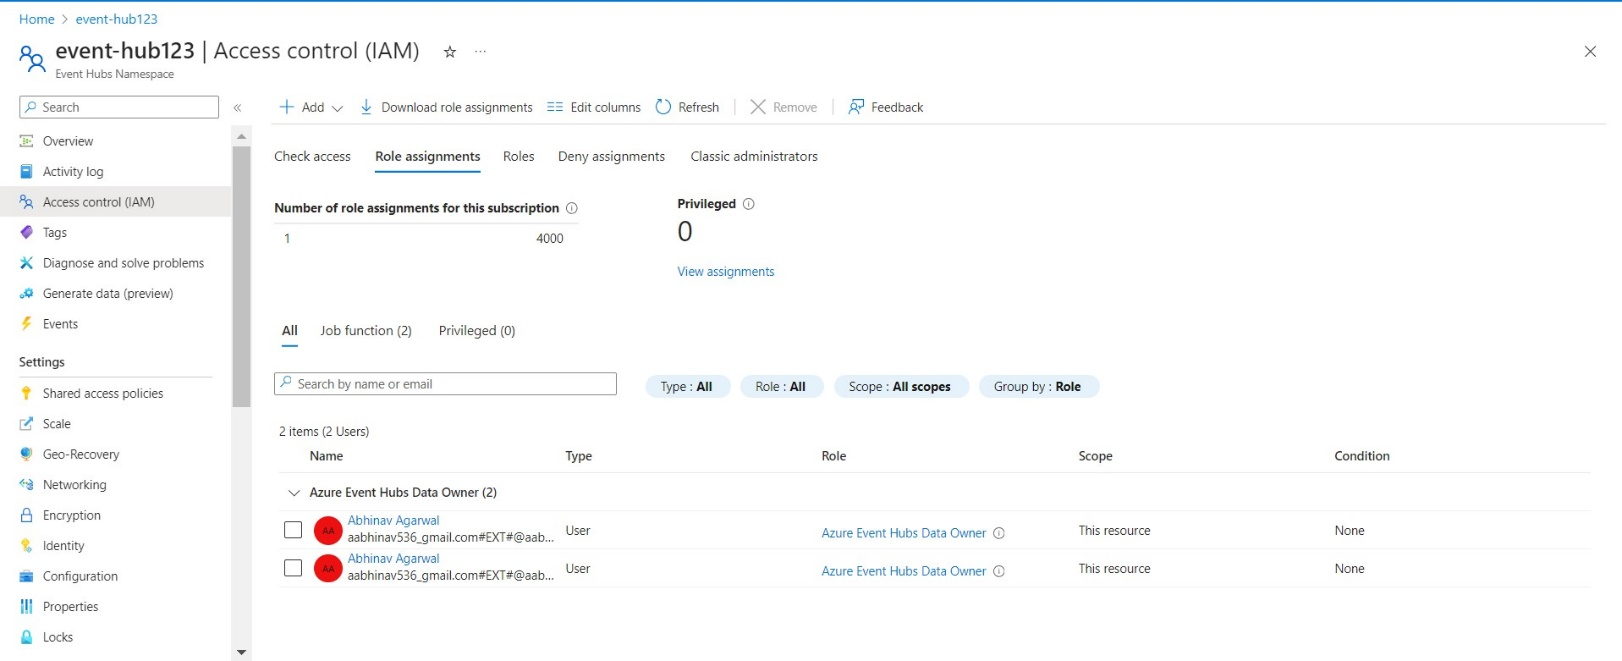 Home > event-hub123
event-hub123 | Access control (IAM) ☆ ...
Event Hubs Namespace
Search
Overview
Activity log
Access control (IAM)
Tags
Diagnose and solve problems
Generate data (preview)
Events
Settings
Shared access policies
Scale
Geo-Recovery
Networking
Encryption
Identity
Configuration
Properties
Locks
Add Download role assignments Edit columns Refresh Remove Feedback
Check access Role assignments Roles Deny assignments Classic administrators
Number of role assignments for this subscription
1 4000
Privileged
0
View assignments
All Job function (2) Privileged (0)
Search by name or email Type : All Role : All Scope : All scopes Group by : Role
2 items (2 Users)
Name Type Role Scope Condition
Azure Event Hubs Data Owner (2)
AA Abhinav Agarwal
aabhinav536_gmail.com#EXT#@aab... User Azure Event Hubs Data Owner This resource None
AA Abhinav Agarwal
aabhinav536_gmail.com#EXT#@aab... User Azure Event Hubs Data Owner This resource None